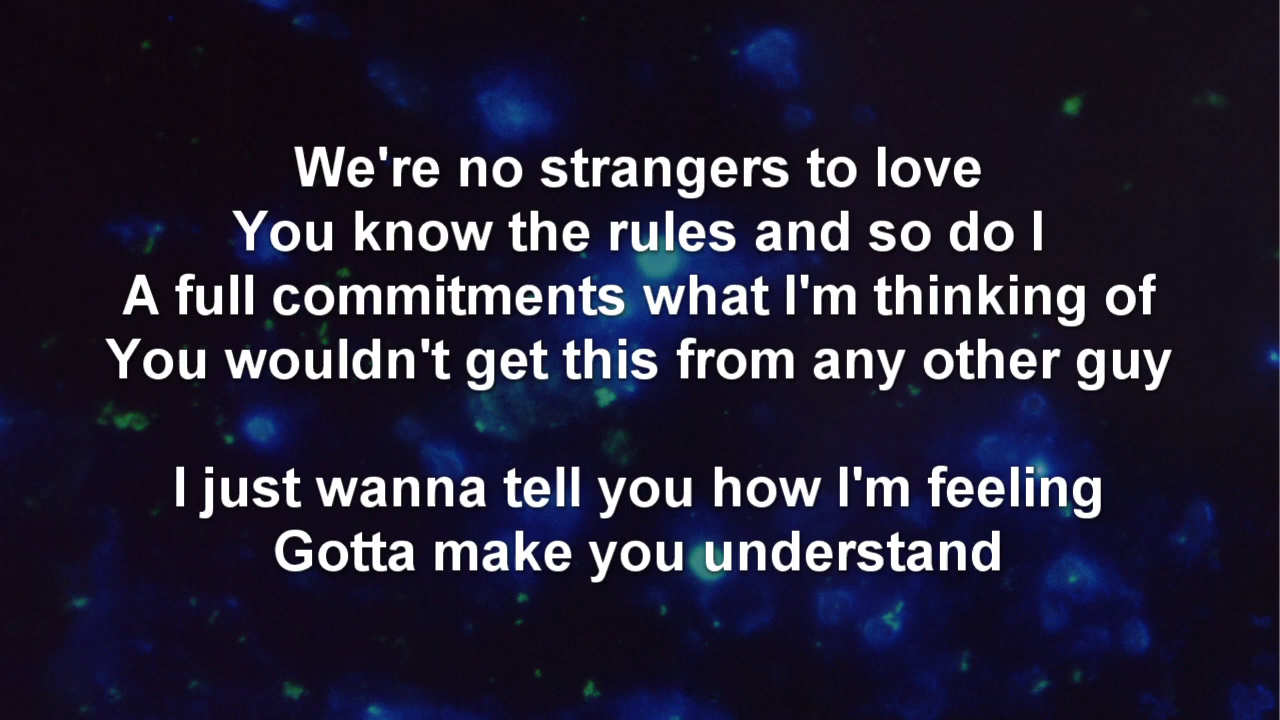 We're no strangers to love
You know the rules and so do I
A full commitments what I'm thinking of
You wouldn't get this from any other guy
I just wanna tell you how I'm feeling
Gotta make you understand